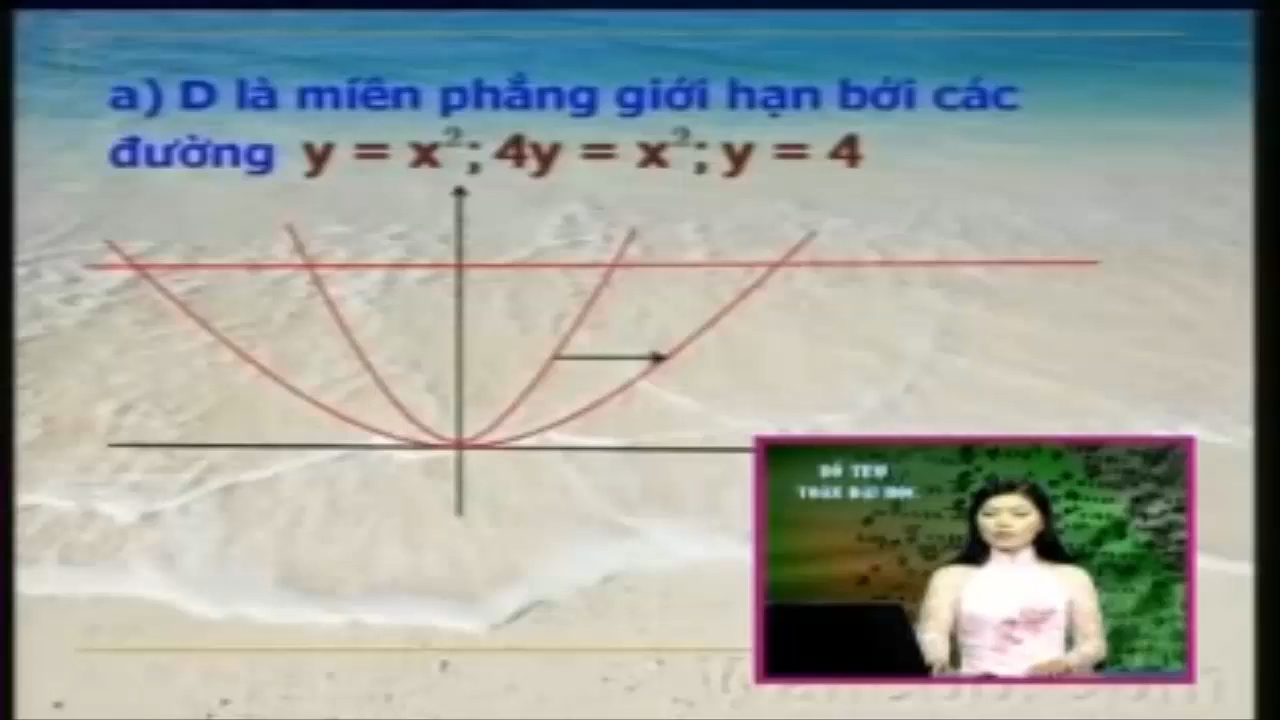 a) D là miền phẳng giới hạn bởi các
đường y = x²; 4y = x²; y = 4